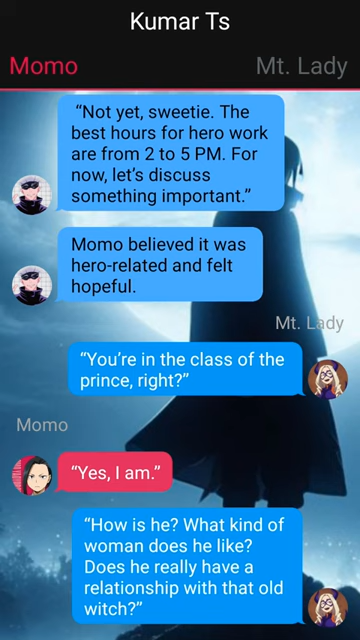 Kumar Ts
Momo Mt. Lady
“Not yet, sweetie. The
best hours for hero work
are from 2 to 5 PM. For
now, let’s discuss
something important.”
Momo believed it was
hero-related and felt
hopeful.
Mt. Lady
“You’re in the class of the
prince, right?”
Momo
“Yes, I am.”
“How is he? What kind of
woman does he like?
Does he really have a
relationship with that old
witch?”